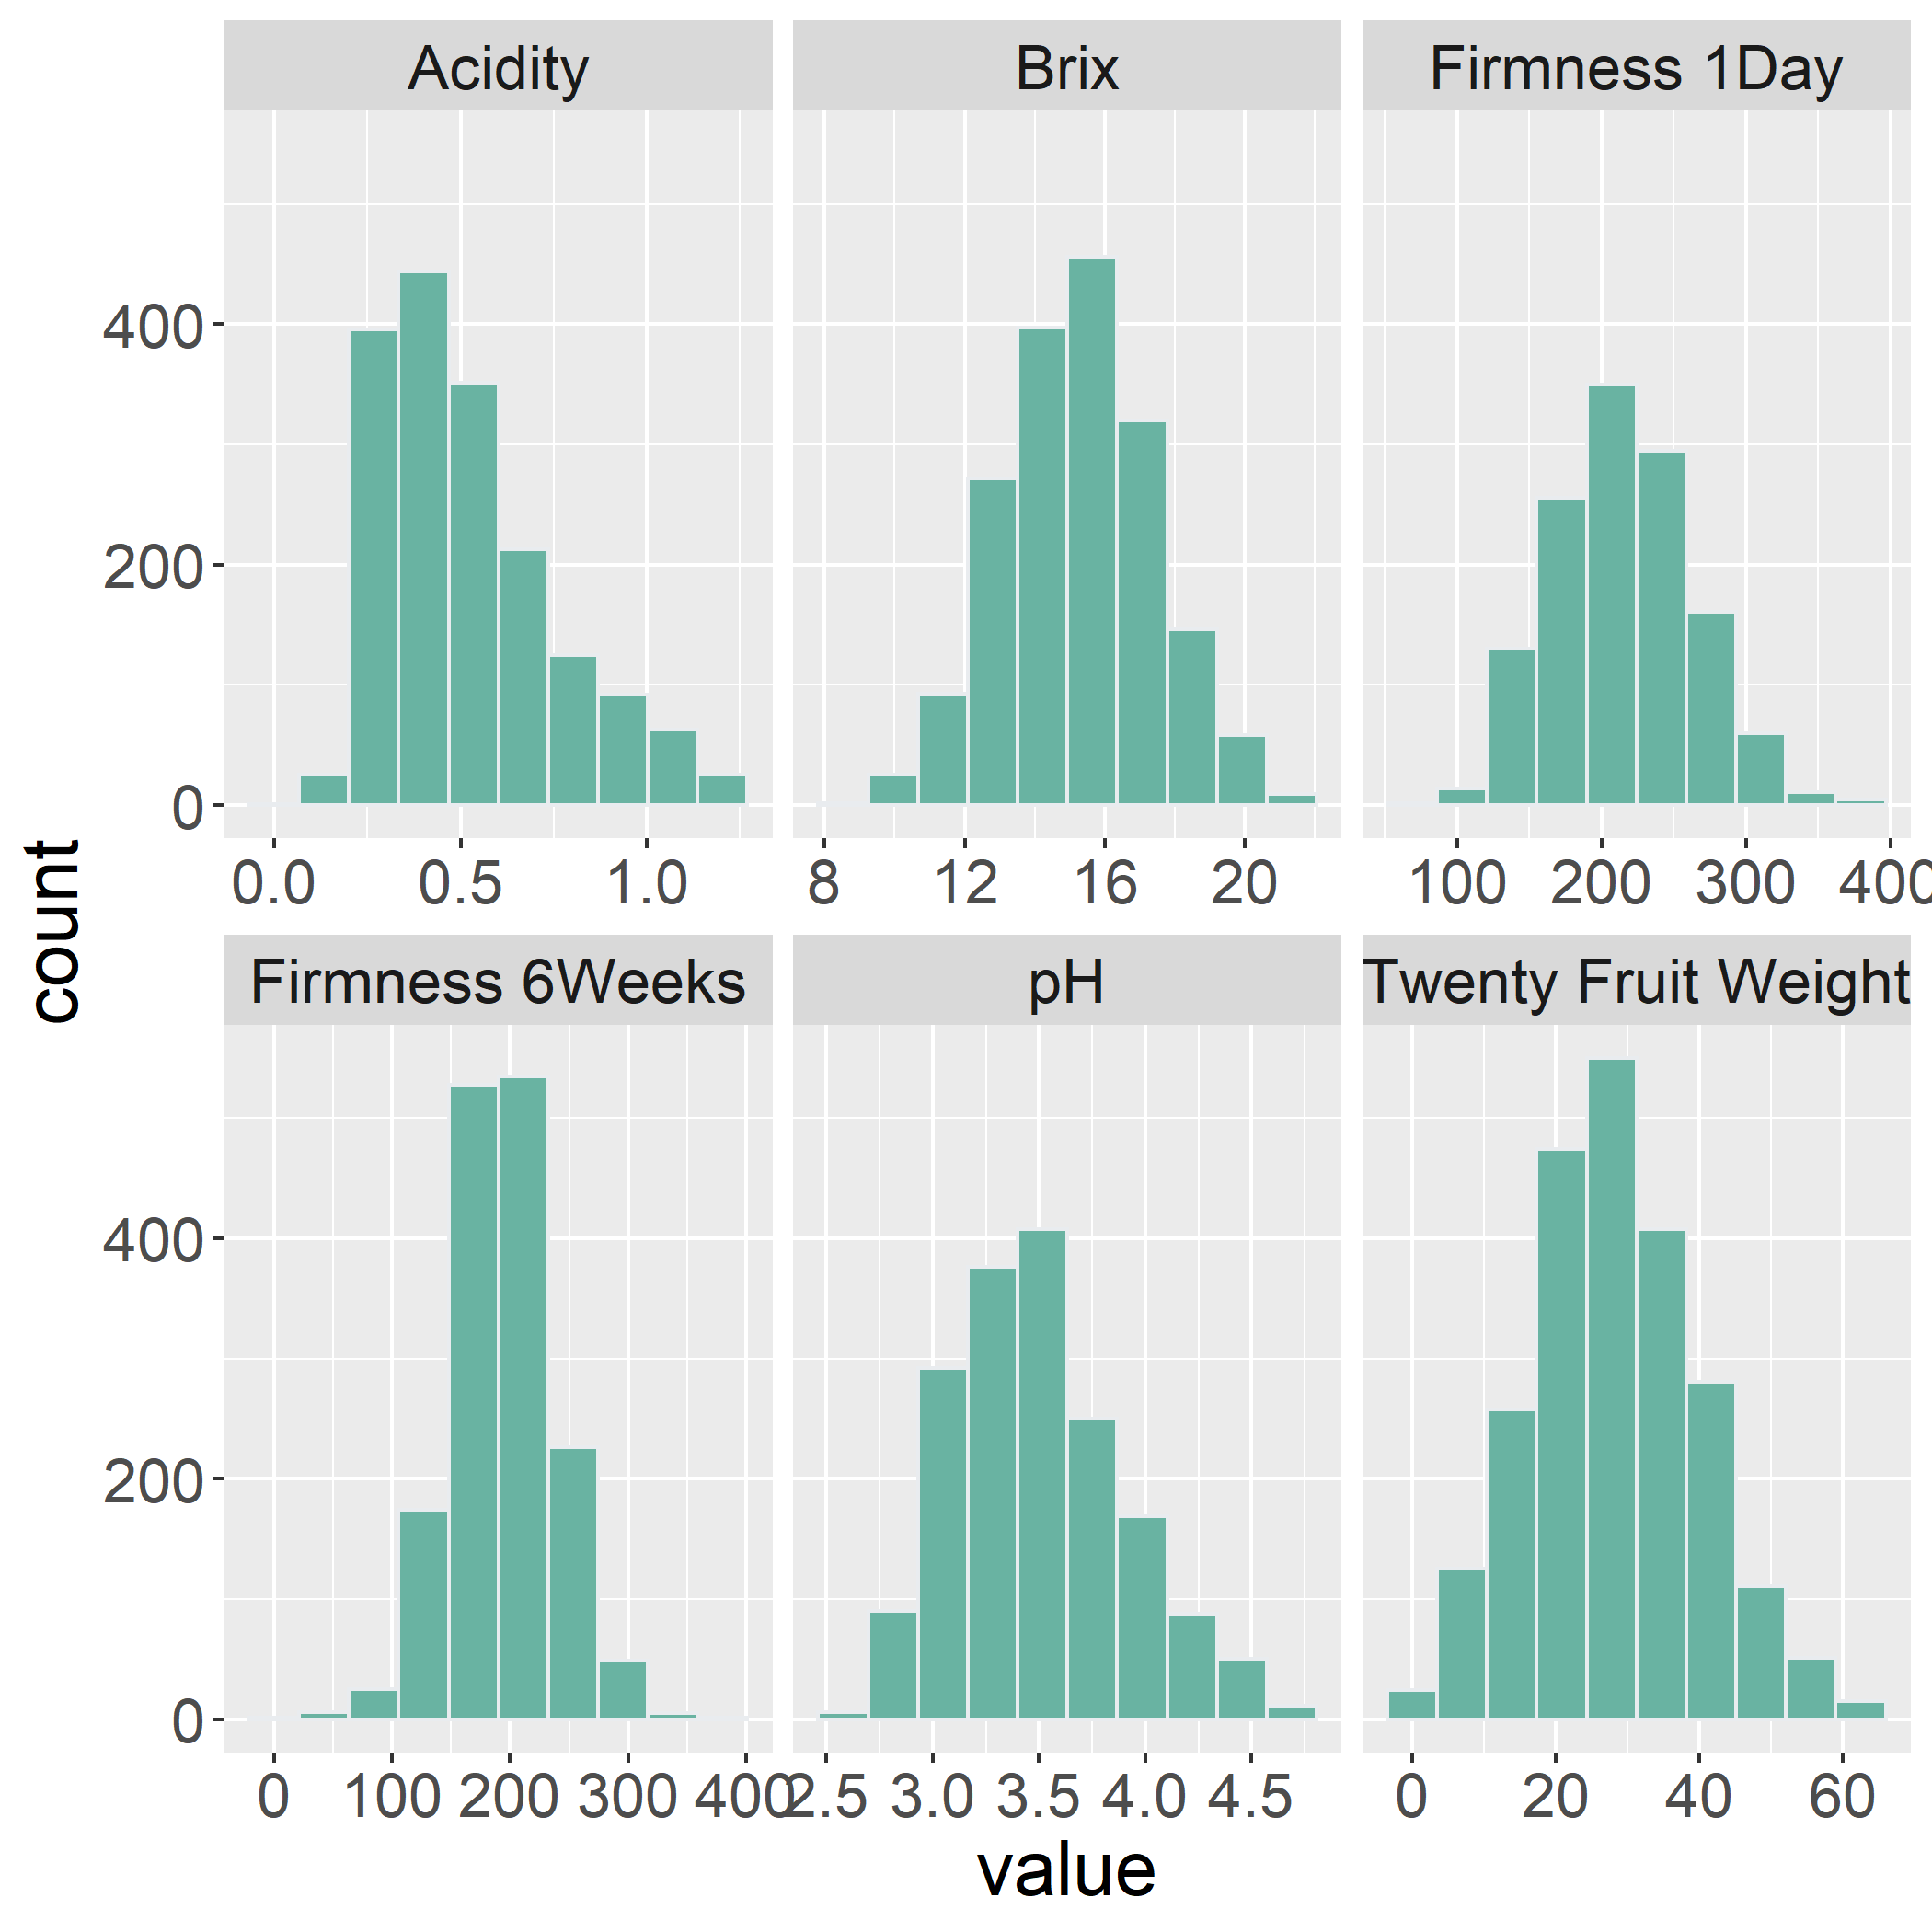 Acidity
Brix
Firmness 1Day
400
200
0
0.0 0.5 1.0
8 12 16 20
100 200 300 400
Firmness 6Weeks
pH
Twenty Fruit Weight
400
200
0
0 100 200 300 400
2.5 3.0 3.5 4.0 4.5
0 20 40 60
count
value